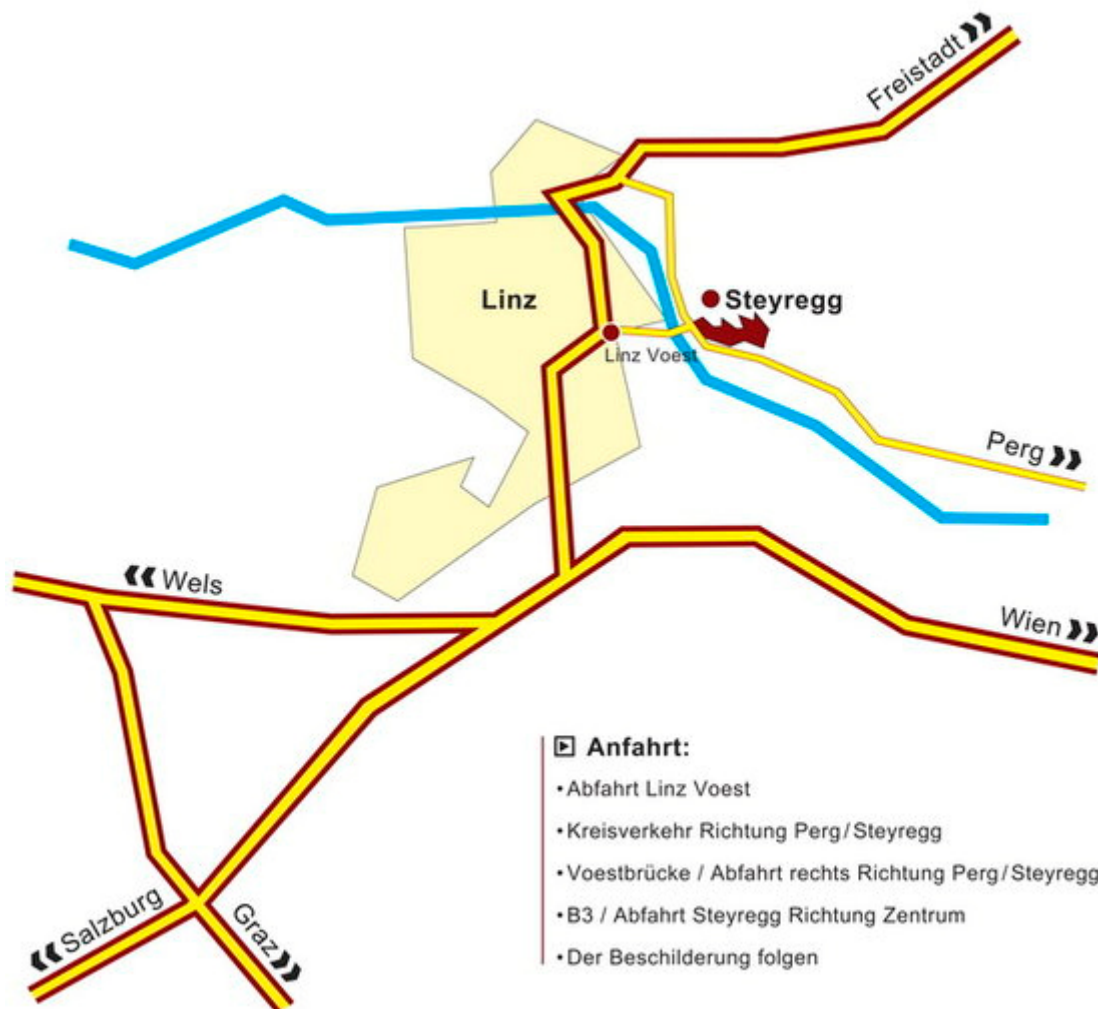 Freistadt
Linz
Steyregg
Linz Voest
Perg
Wels
Wien
Salzburg
Graz
Anfahrt:
•Abfahrt Linz Voest
•Kreisverkehr Richtung Perg/Steyregg
•Voestbrücke / Abfahrt rechts Richtung Perg/Steyregg
•B3 / Abfahrt Steyregg Richtung Zentrum
•Der Beschilderung folgen